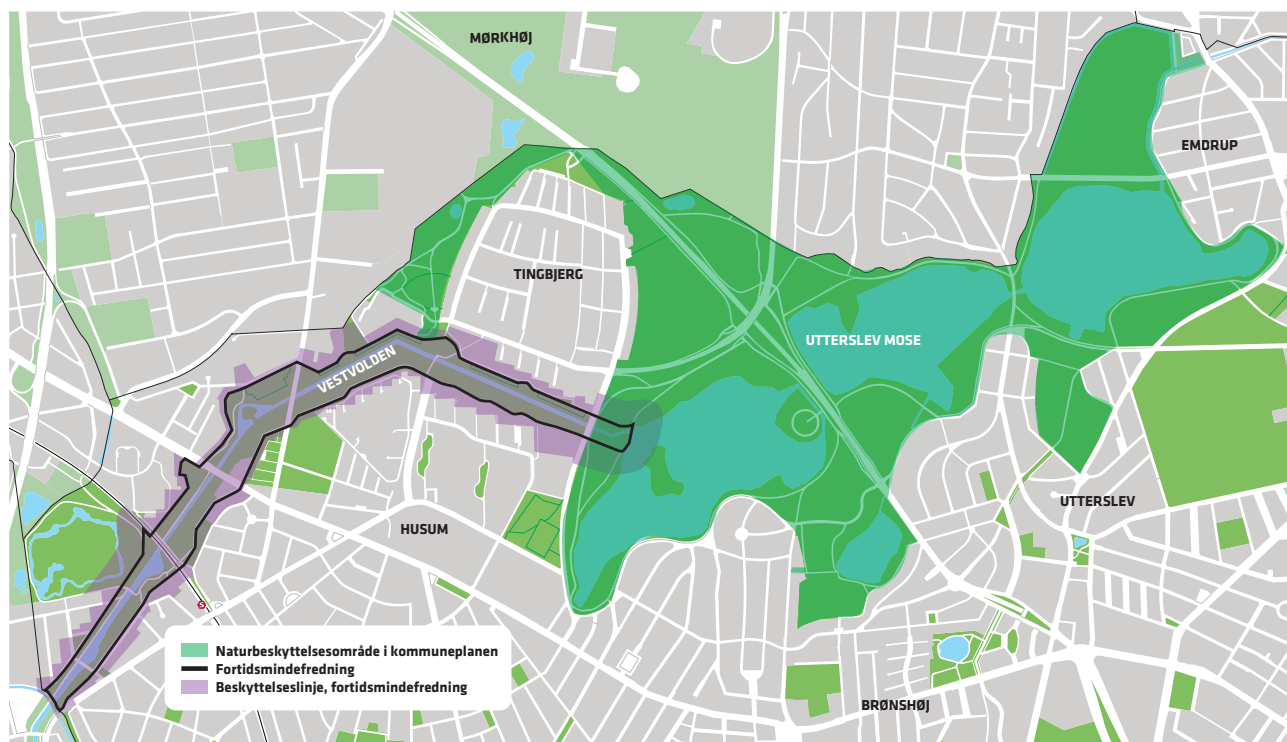 MØRKHØJ
EMDRUP
TINGBJERG
UTTERSLEV MOSE
VESTVOLDEN
UTTERSLEV
HUSUM
S
Naturbeskyttelsesområde i kommuneplanen
Fortidsmindefredning
Beskyttelseslinje, fortidsmindefredning
BRØNSHØJ